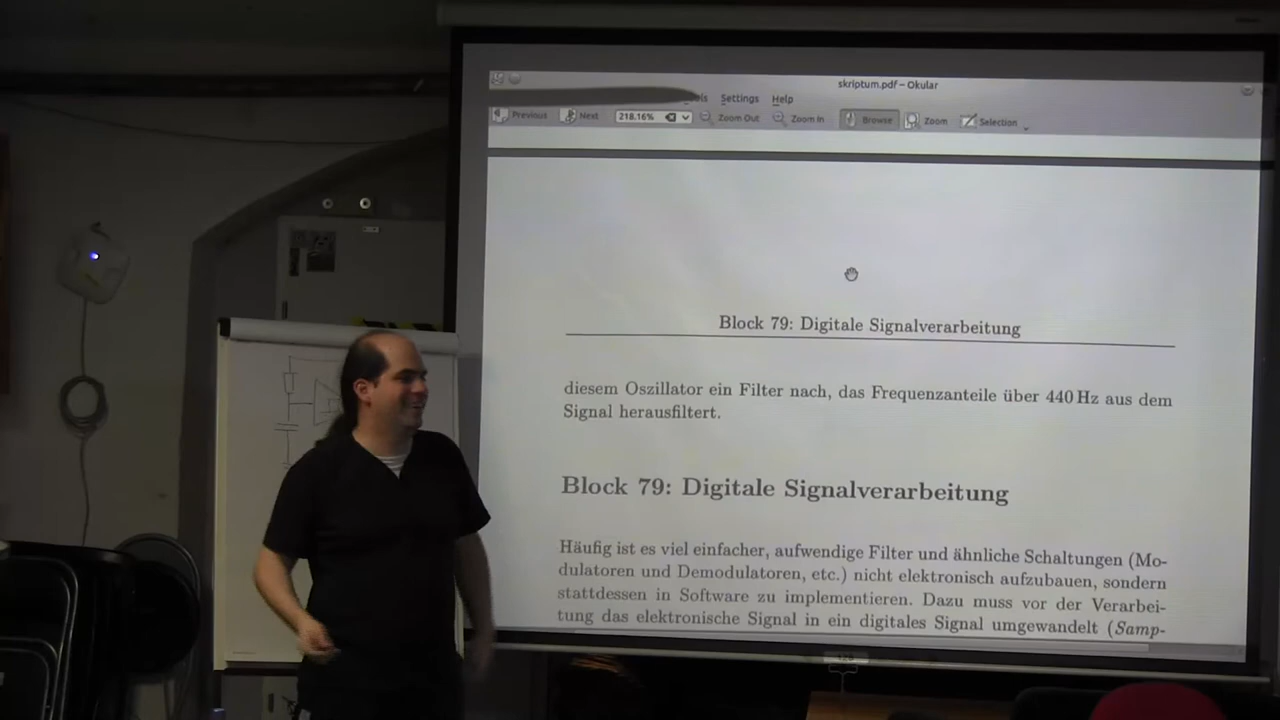 skriptum.pdf – Okular
Settings Help
Previous Next 218.16% Zoom Out Zoom In Browse Zoom Selection
Block 79: Digitale Signalverarbeitung
diesem Oszillator ein Filter nach, das Frequenzanteile über 440 Hz aus dem
Signal herausfiltert.
Block 79: Digitale Signalverarbeitung
Häufig ist es viel einfacher, aufwendige Filter und ähnliche Schaltungen (Mo-
dulatoren und Demodulatoren, etc.) nicht elektronisch aufzubauen, sondern
stattdessen in Software zu implementieren. Dazu muss vor der Verarbei-
tung das elektronische Signal in ein digitales Signal umgewandelt (Samp-